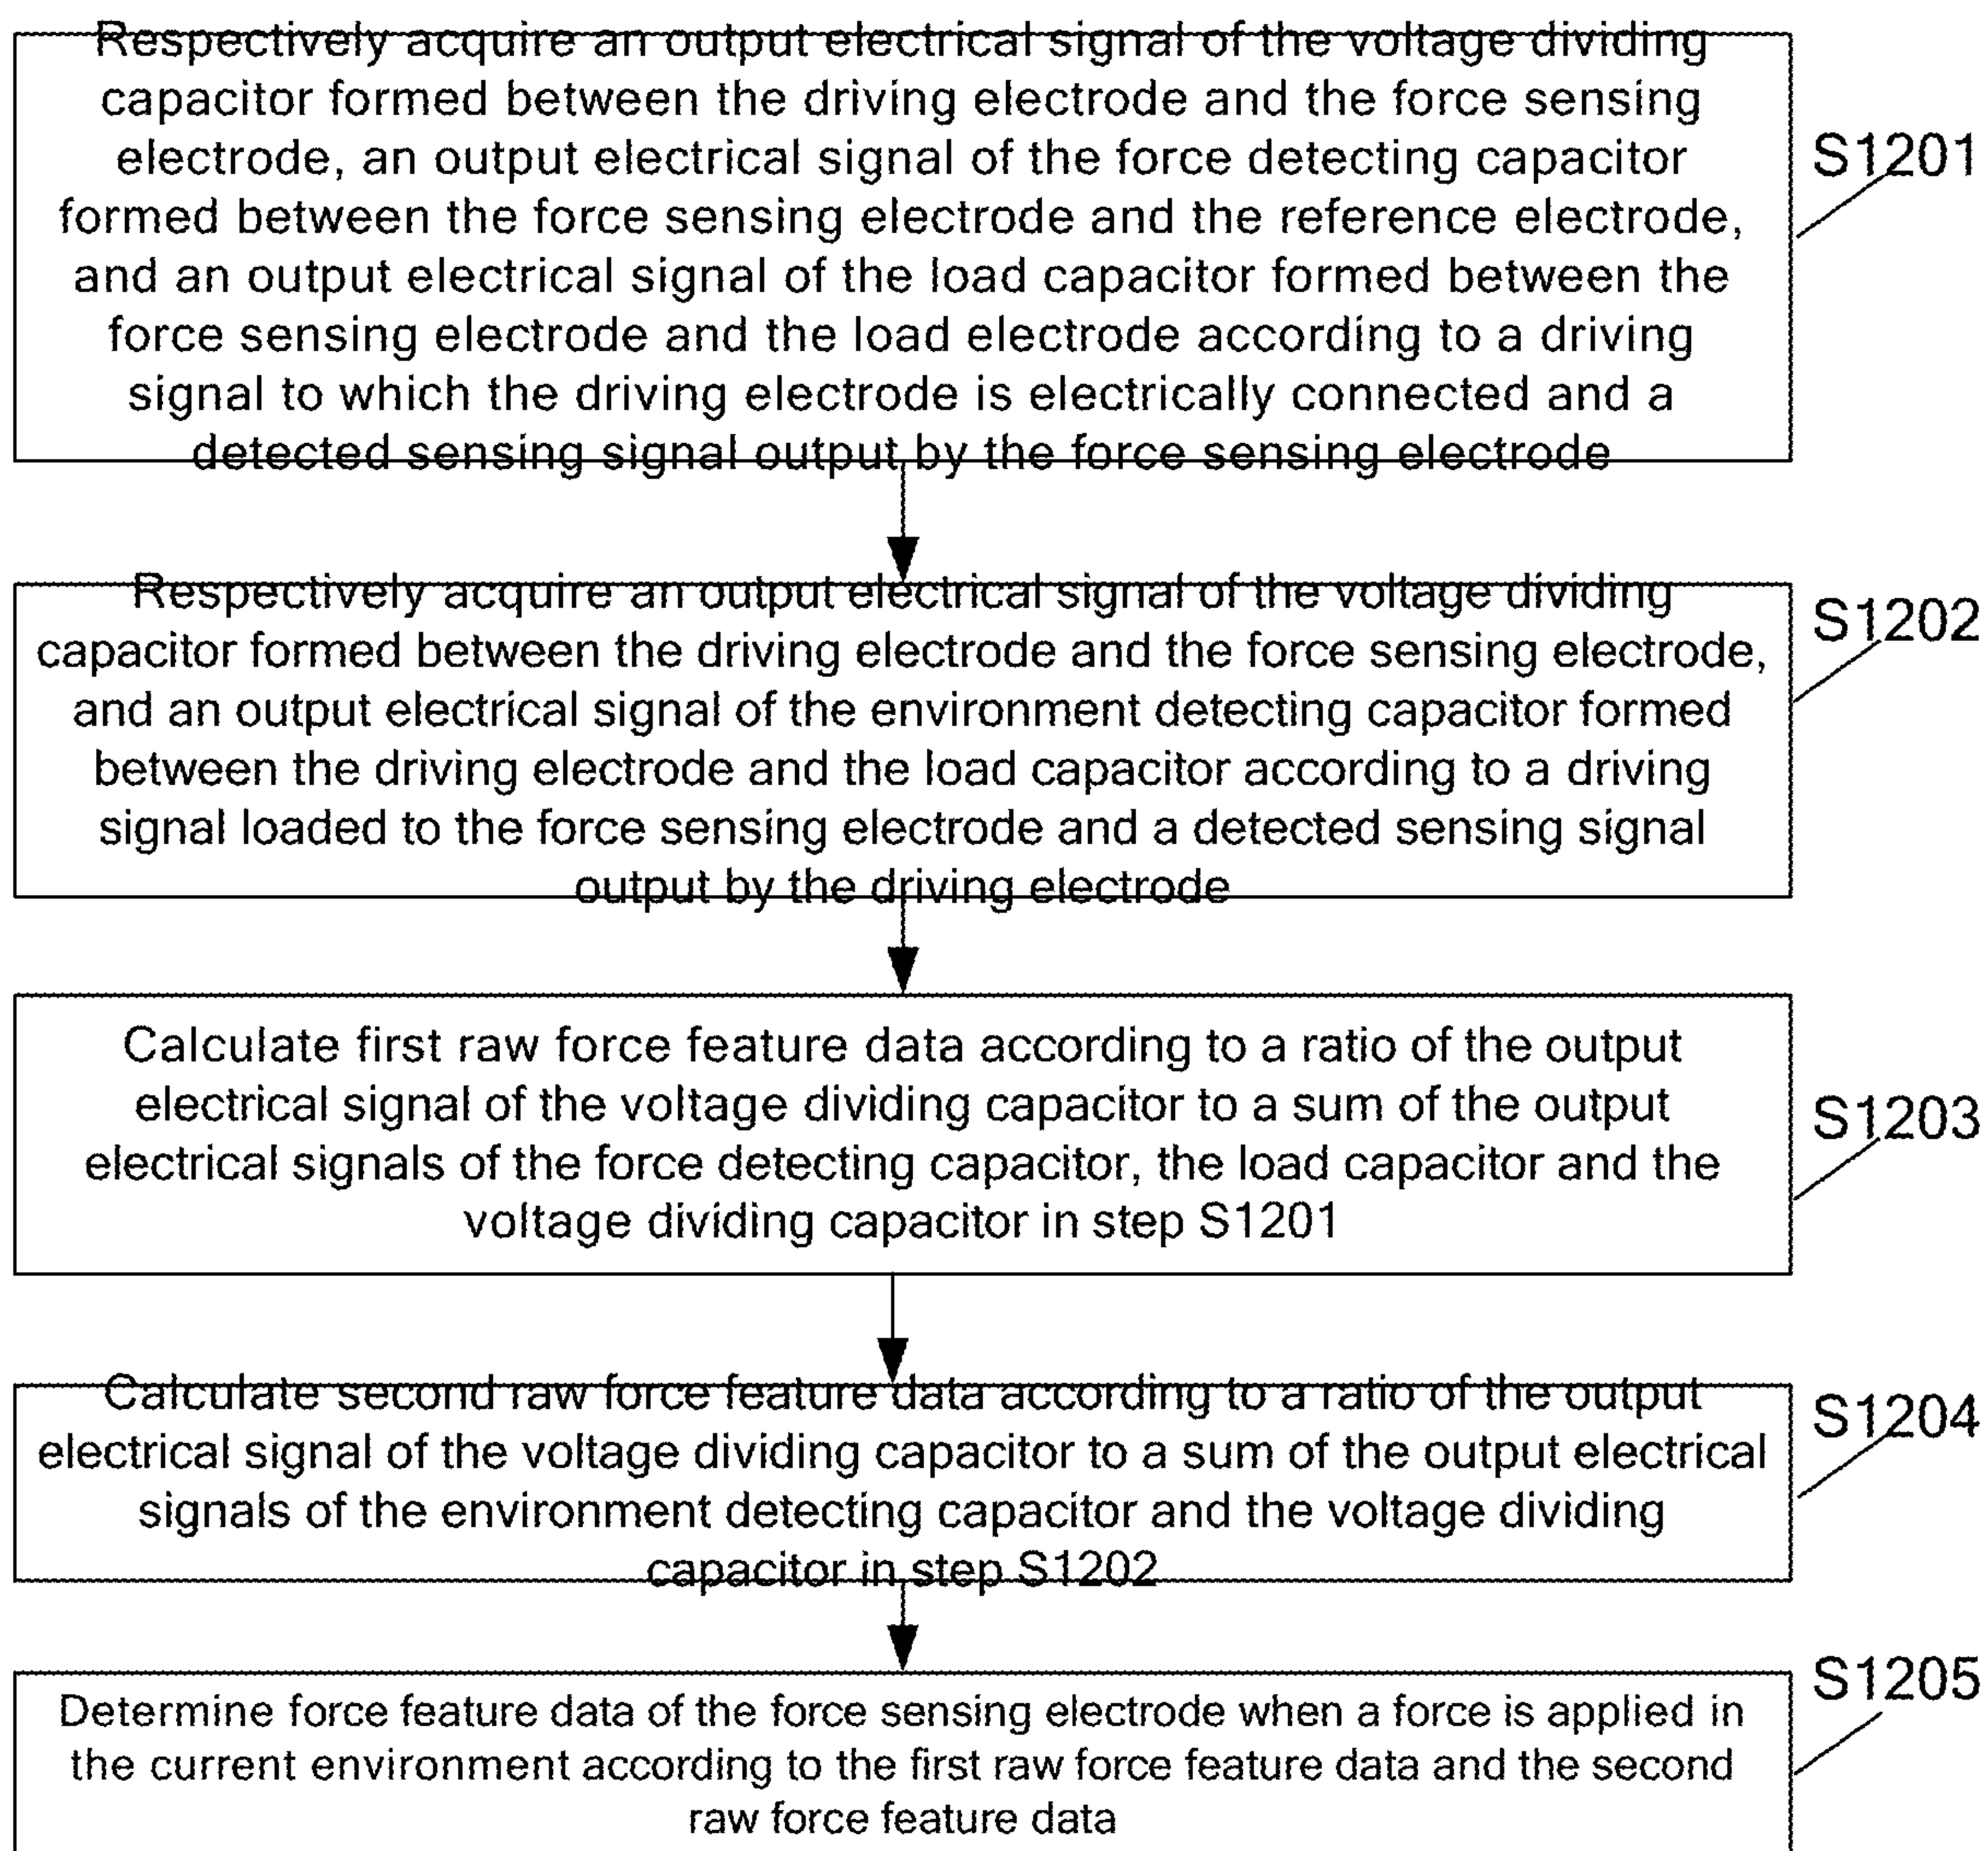 Respectively acquire an output electrical signal of the voltage dividing
capacitor formed between the driving electrode and the force sensing
electrode, an output electrical signal of the force detecting capacitor
formed between the force sensing electrode and the reference electrode,
and an output electrical signal of the load capacitor formed between the
force sensing electrode and the load electrode according to a driving
signal to which the driving electrode is electrically connected and a
detected sensing signal output by the force sensing electrode
S1201
Respectively acquire an output electrical signal of the voltage dividing
capacitor formed between the driving electrode and the force sensing electrode,
and an output electrical signal of the environment detecting capacitor formed
between the driving electrode and the load capacitor according to a driving
signal loaded to the force sensing electrode and a detected sensing signal
output by the driving electrode
S1202
Calculate first raw force feature data according to a ratio of the output
electrical signal of the voltage dividing capacitor to a sum of the output
electrical signals of the force detecting capacitor, the load capacitor and the
voltage dividing capacitor in step S1201
S1203
Calculate second raw force feature data according to a ratio of the output
electrical signal of the voltage dividing capacitor to a sum of the output electrical
signals of the environment detecting capacitor and the voltage dividing
capacitor in step S1202
S1204
Determine force feature data of the force sensing electrode when a force is applied in
the current environment according to the first raw force feature data and the second
raw force feature data
S1205